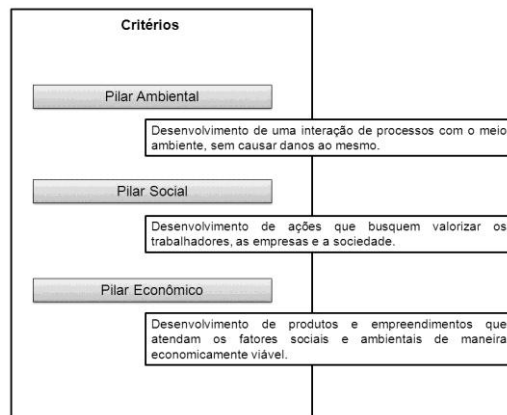 Critérios
Pilar Ambiental
Desenvolvimento de uma interação de processos com o meio
ambiente, sem causar danos ao mesmo.
Pilar Social
Desenvolvimento de ações que busquem valorizar os
trabalhadores, as empresas e a sociedade.
Pilar Econômico
Desenvolvimento de produtos e empreendimentos que
atendam os fatores sociais e ambientais de maneira
economicamente viável.